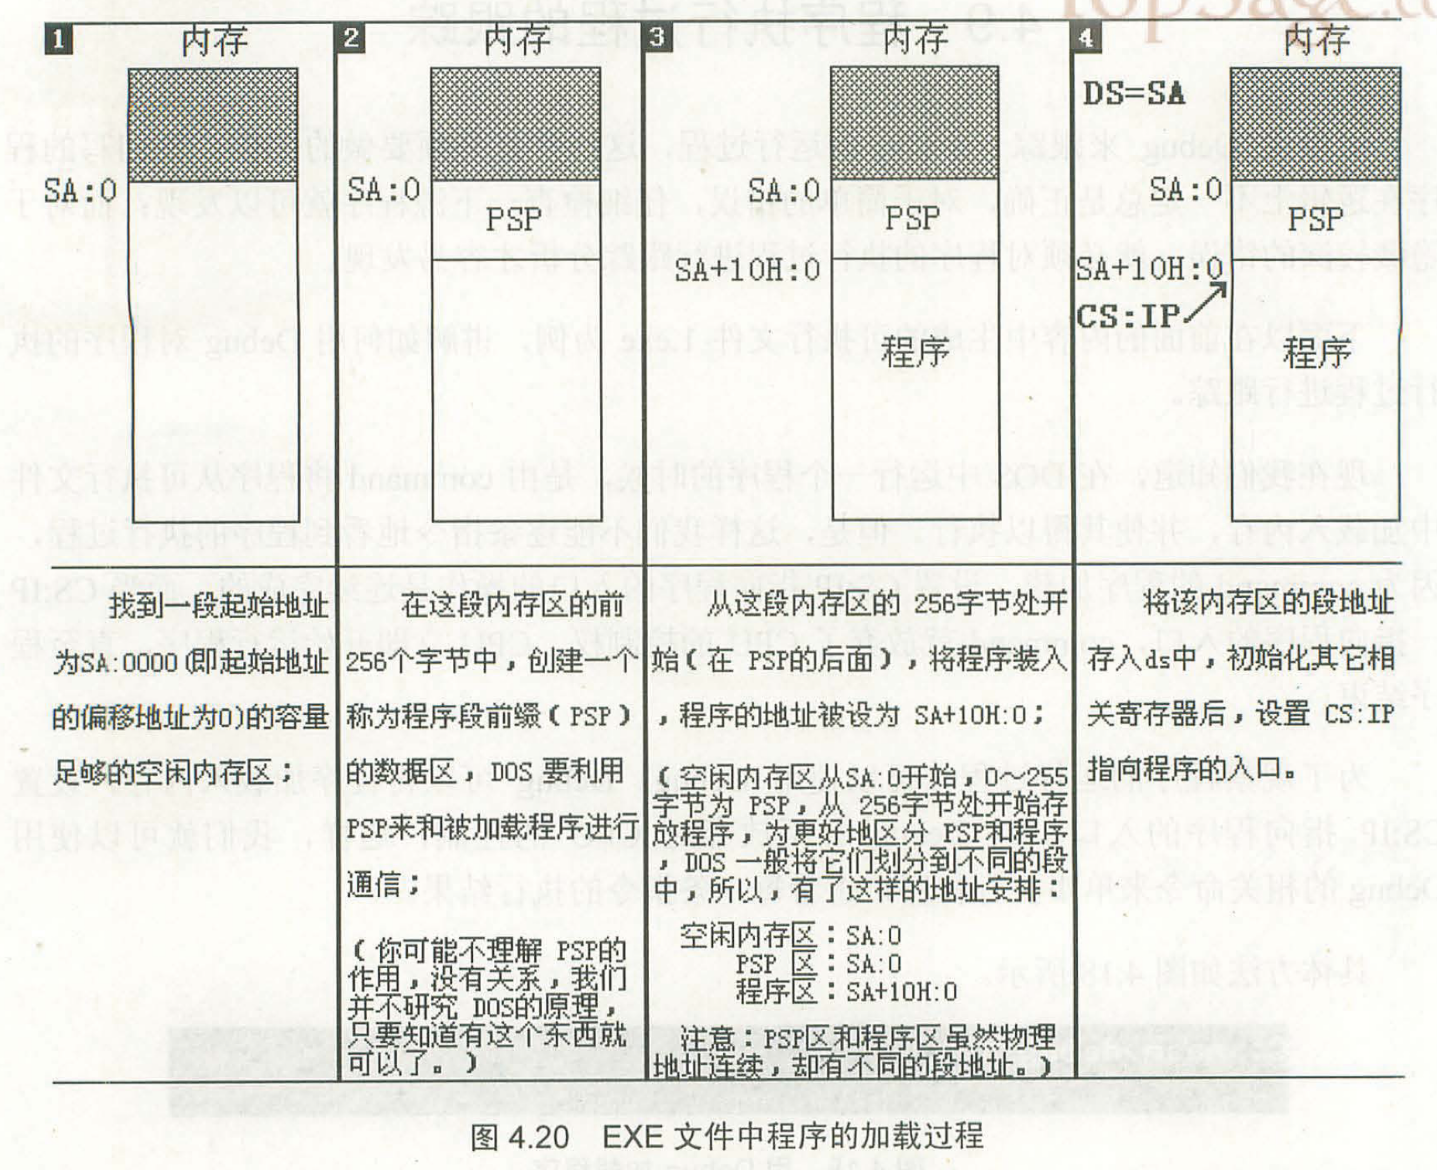 1
内存
SA:0
找到一段起始地址
为SA:0000(即起始地址
的偏移地址为0)的容量
足够的空闲内存区；
2
内存
SA:0
PSP
在这段内存区的前
256个字节中，创建一个
称为程序段前缀（PSP）
的数据区，DOS 要利用
PSP来和被加载程序进行
通信；
（你可能不理解 PSP的
作用，没有关系，我们
并不研究 DOS的原理，
只要知道有这个东西就
可以了。）
3
内存
SA:0
PSP
SA+10H:0
程序
从这段内存区的 256字节处开
始（在 PSP的后面），将程序装入
，程序的地址被设为 SA+10H:0；
（空闲内存区从SA:0开始，0～255
字节为 PSP，从 256字节处开始存
放程序，为更好地区分 PSP和程序
，DOS 一般将它们划分到不同的段
中，所以，有了这样的地址安排：
空闲内存区：SA:0
PSP 区：SA:0
程序区：SA+10H:0
注意：PSP区和程序区虽然物理
地址连续，却有不同的段地址。）
4
内存
DS=SA
SA:0
PSP
SA+10H:0
CS:IP
程序
将该内存区的段地址
存入ds中，初始化其它相
关寄存器后，设置 CS:IP
指向程序的入口。
图 4.20 EXE 文件中程序的加载过程